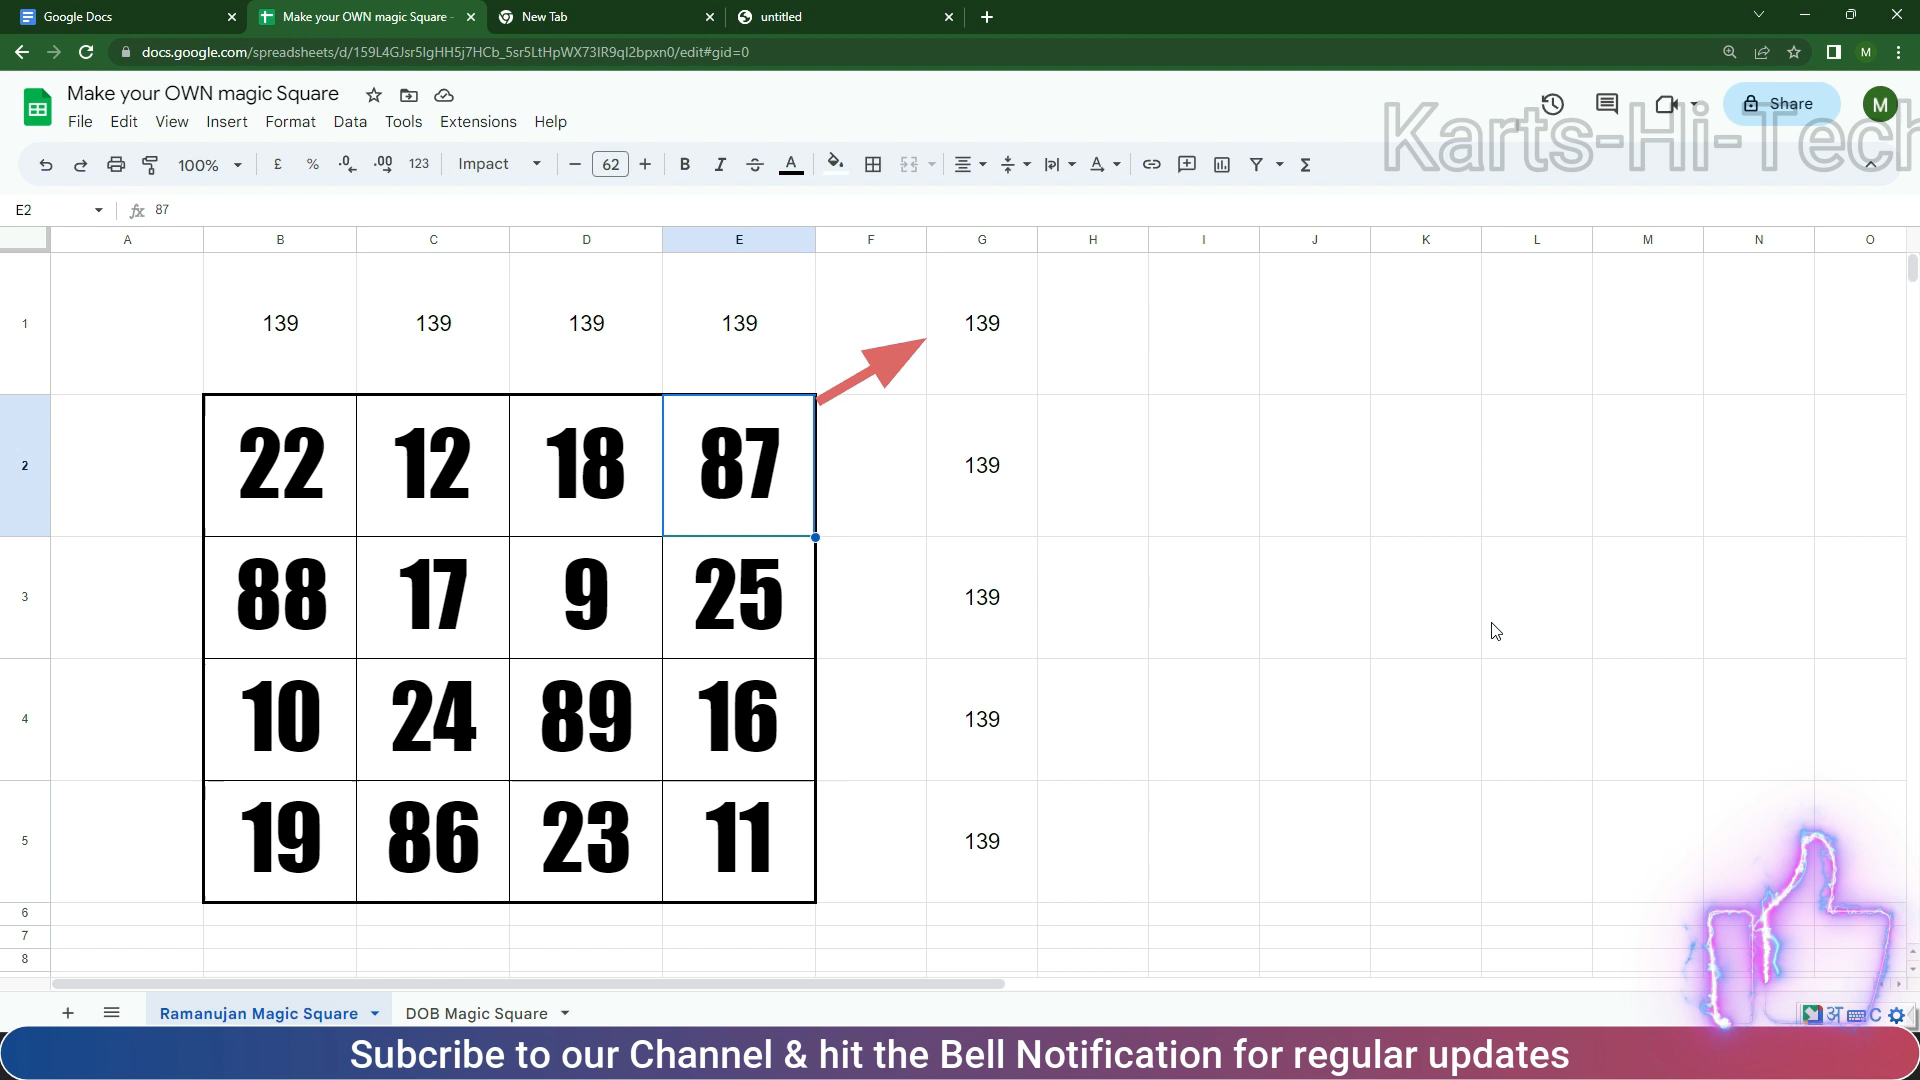 Google Docs
Make your OWN magic Square -
New Tab
untitled
docs.google.com/spreadsheets/d/159L4GJsr5IgHH5j7HCb_5sr5LtHpWX73IR9qI2bpxn0/edit#gid=0
M
Make your OWN magic Square
File Edit View Insert Format Data Tools Extensions Help
Share
M
Karts-Hi-Tech
100% £ % .0 .00 123 Impact 62 B I A Σ
E2 fx 87
A B C D E F G H I J K L M N O
1 139 139 139 139 139
2 22 12 18 87 139
3 88 17 9 25 139
4 10 24 89 16 139
5 19 86 23 11 139
6
7
8
Ramanujan Magic Square DOB Magic Square
अ C
Subcribe to our Channel & hit the Bell Notification for regular updates